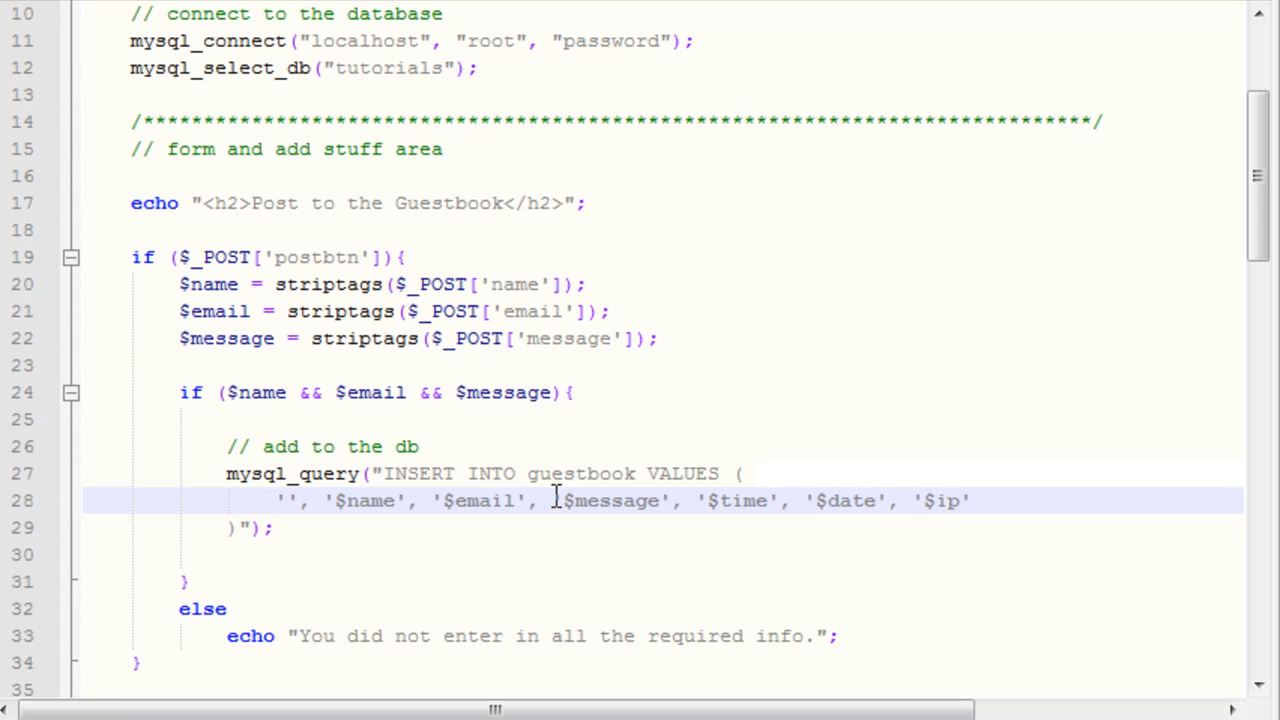 10 // connect to the database
11 mysql_connect("localhost", "root", "password");
12 mysql_select_db("tutorials");
13
14 /*******************************************************************************/
15 // form and add stuff area
16
17 echo "<h2>Post to the Guestbook</h2>";
18
19 if ($_POST['postbtn']){
20 $name = striptags($_POST['name']);
21 $email = striptags($_POST['email']);
22 $message = striptags($_POST['message']);
23
24 if ($name && $email && $message){
25
26 // add to the db
27 mysql_query("INSERT INTO guestbook VALUES (
28 '', '$name', '$email', '$message', '$time', '$date', '$ip'
29 )");
30
31 }
32 else
33 echo "You did not enter in all the required info.";
34 }
35